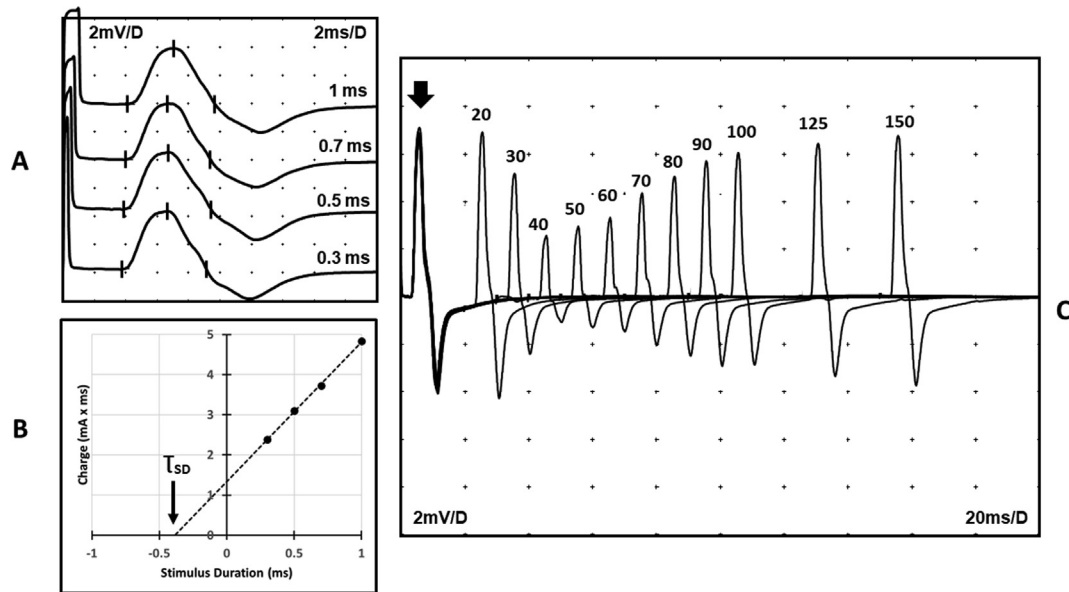 A
2mV/D 2ms/D
1 ms
0.7 ms
0.5 ms
0.3 ms
B
Charge (mA x ms)
5
4
3
2
1
0
τSD
-1 -0.5 0 0.5 1
Stimulus Duration (ms)
C
20 30 40 50 60 70 80 90 100 125 150
2mV/D 20ms/D